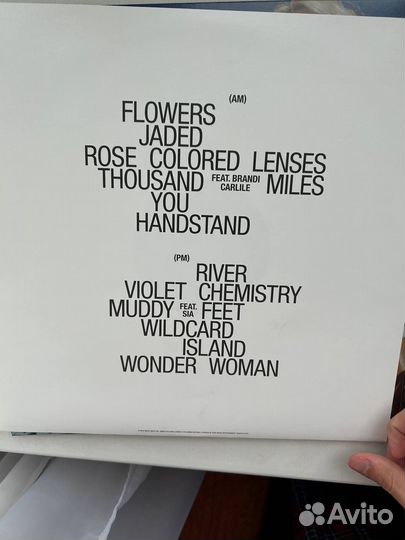 (AM)
FLOWERS
JADED
ROSE COLORED LENSES
THOUSAND FEAT. BRANDI CARLILE MILES
YOU
HANDSTAND
(PM)
RIVER
VIOLET CHEMISTRY
MUDDY FEAT. SIA FEET
WILDCARD
ISLAND
WONDER WOMAN
Avito